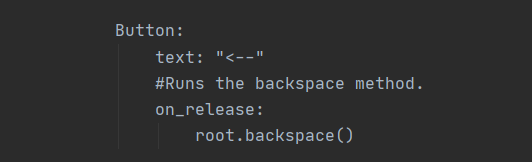 Button:
text: "<--"
#Runs the backspace method.
on_release:
root.backspace()